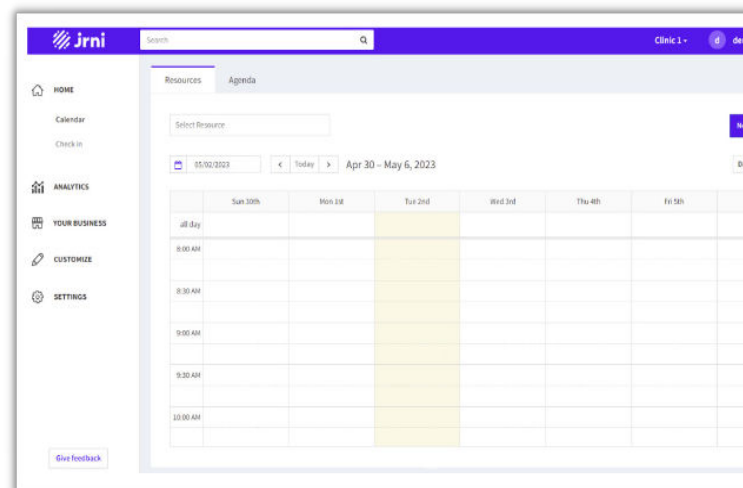 jrni
Search
Clinic 1
d
Resources
Agenda
HOME
Calendar
Check in
ANALYTICS
YOUR BUSINESS
CUSTOMIZE
SETTINGS
Give feedback
Select Resource
05/02/2023
< Today >
Apr 30 – May 6, 2023
Sun 30th Mon 1st Tue 2nd Wed 3rd Thu 4th Fri 5th
all day
8:00 AM
8:30 AM
9:00 AM
9:30 AM
10:00 AM